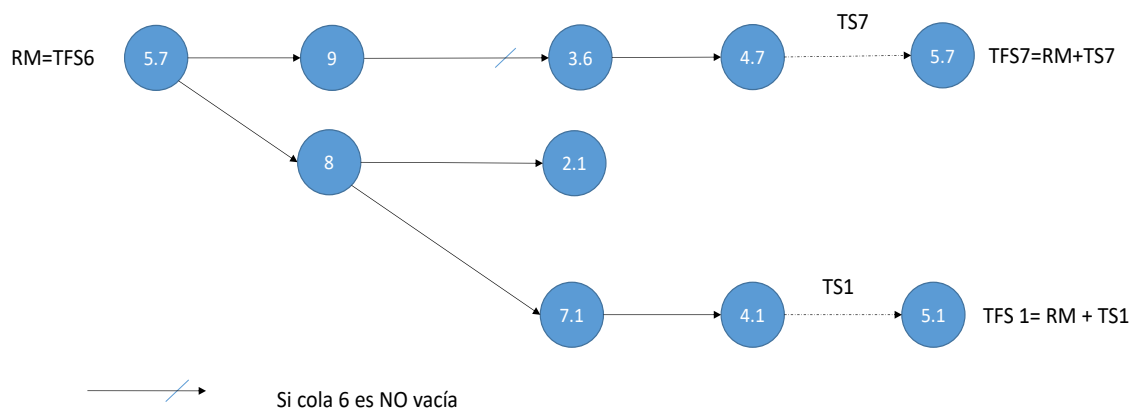 TS7
RM=TFS6 5.7 9 3.6 4.7 5.7 TFS7=RM+TS7
8 2.1
TS1
7.1 4.1 5.1 TFS 1= RM + TS1
Si cola 6 es NO vacía